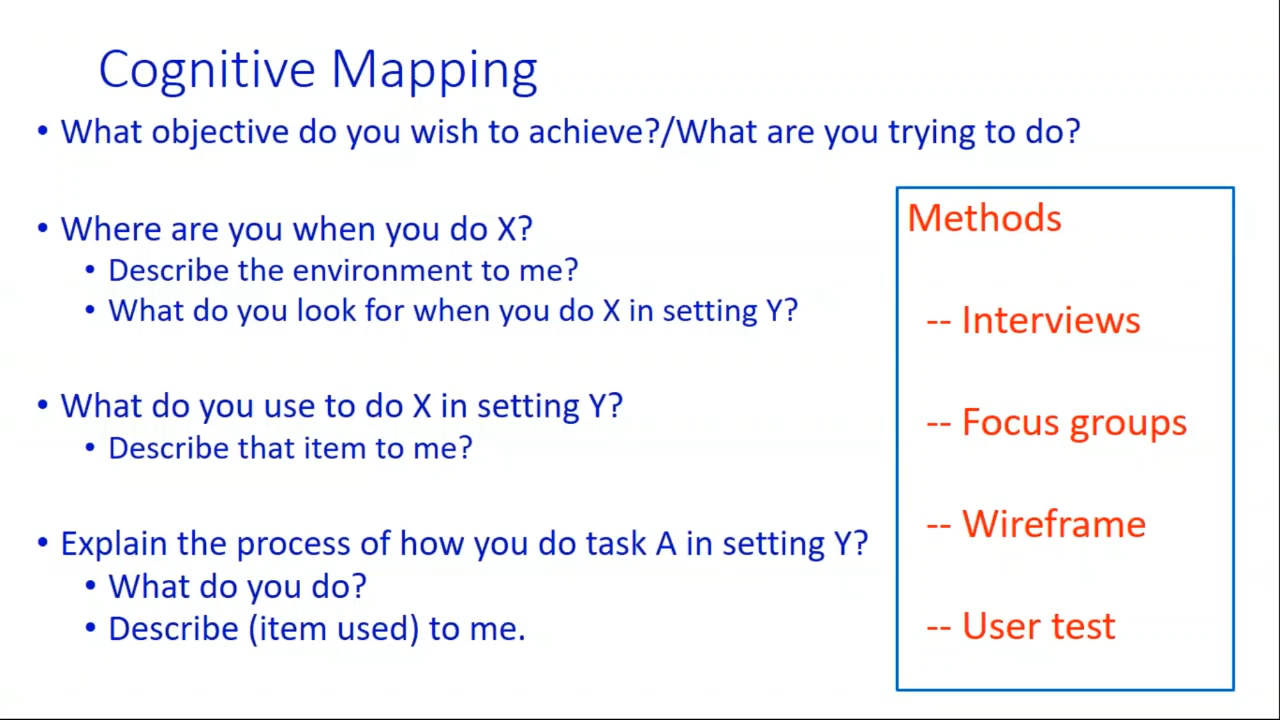 Cognitive Mapping
• What objective do you wish to achieve?/What are you trying to do?
• Where are you when you do X?
• Describe the environment to me?
• What do you look for when you do X in setting Y?
• What do you use to do X in setting Y?
• Describe that item to me?
• Explain the process of how you do task A in setting Y?
• What do you do?
• Describe (item used) to me.
Methods
-- Interviews
-- Focus groups
-- Wireframe
-- User test